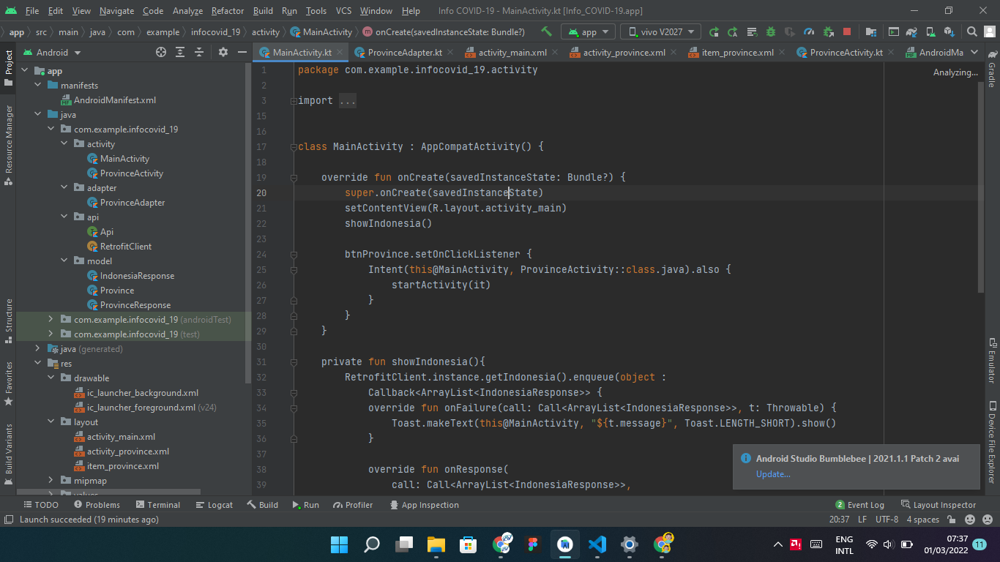 File Edit View Navigate Code Analyze Refactor Build Run Tools VCS Window Help Info COVID-19 - MainActivity.kt [Info_COVID-19.app]
app src main java com example infocovid_19 activity MainActivity onCreate(savedInstanceState: Bundle?) app vivo V2027
Project
Resource Manager
Structure
Favorites
Build Variants
Android
MainActivity.kt ProvinceAdapter.kt activity_main.xml activity_province.xml item_province.xml ProvinceActivity.kt AndroidMa
app
manifests
AndroidManifest.xml
java
com.example.infocovid_19
activity
MainActivity
ProvinceActivity
adapter
ProvinceAdapter
api
Api
RetrofitClient
model
IndonesiaResponse
Province
ProvinceResponse
com.example.infocovid_19 (androidTest)
com.example.infocovid_19 (test)
java (generated)
res
drawable
ic_launcher_background.xml
ic_launcher_foreground.xml (v24)
layout
activity_main.xml
activity_province.xml
item_province.xml
mipmap
values
Analyzing...
1 package com.example.infocovid_19.activity
2
3 import ...
15
16
17 class MainActivity : AppCompatActivity() {
18
19 override fun onCreate(savedInstanceState: Bundle?) {
20 super.onCreate(savedInstanceState)
21 setContentView(R.layout.activity_main)
22 showIndonesia()
23
24 btnProvince.setOnClickListener {
25 Intent(this@MainActivity, ProvinceActivity::class.java).also {
26 startActivity(it)
27 }
28 }
29 }
30
31 private fun showIndonesia(){
32 RetrofitClient.instance.getIndonesia().enqueue(object :
33 Callback<ArrayList<IndonesiaResponse>> {
34 override fun onFailure(call: Call<ArrayList<IndonesiaResponse>>, t: Throwable) {
35 Toast.makeText(this@MainActivity, "${t.message}", Toast.LENGTH_SHORT).show()
36 }
38 override fun onResponse(
39 call: Call<ArrayList<IndonesiaResponse>>,
Android Studio Bumblebee | 2021.1.1 Patch 2 avai
Update...
Gradle
Emulator
Device File Explorer
TODO Problems Terminal Logcat Build Run Profiler App Inspection 2 Event Log Layout Inspector
Launch succeeded (19 minutes ago) 20:37 LF UTF-8 4 spaces
ENG
INTL
07:37
01/03/2022
11